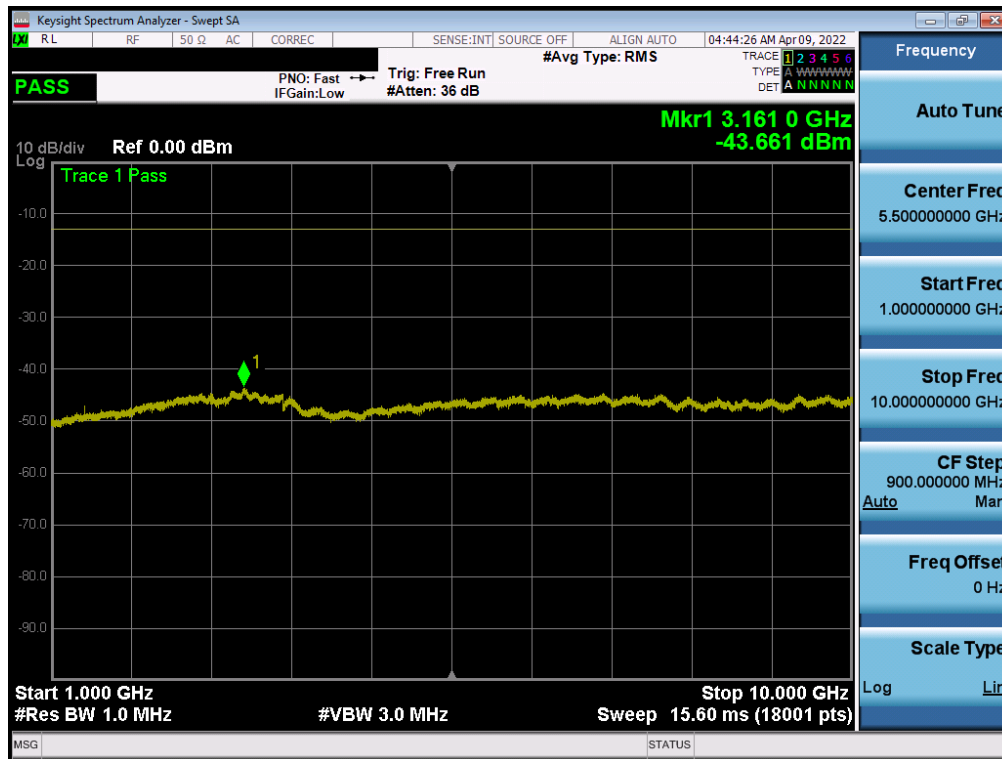 Keysight Spectrum Analyzer - Swept SA
LXI RL RF 50 Ω AC CORREC SENSE:INT SOURCE OFF ALIGN AUTO 04:44:26 AM Apr 09, 2022
PASS
PNO: Fast
IFGain:Low
Trig: Free Run
#Atten: 36 dB
#Avg Type: RMS
TRACE 1 2 3 4 5 6
TYPE A WWWWW
DET A N N N N N
Mkr1 3.161 0 GHz
-43.661 dBm
10 dB/div Ref 0.00 dBm
Log
Trace 1 Pass
-10.0
-20.0
-30.0
-40.0
-50.0
-60.0
-70.0
-80.0
-90.0
1
Start 1.000 GHz Stop 10.000 GHz
#Res BW 1.0 MHz #VBW 3.0 MHz Sweep 15.60 ms (18001 pts)
MSG STATUS
Frequency
Auto Tune
Center Freq
5.500000000 GHz
Start Freq
1.000000000 GHz
Stop Freq
10.000000000 GHz
CF Step
900.000000 MHz
Auto Man
Freq Offset
0 Hz
Scale Type
Log Lin